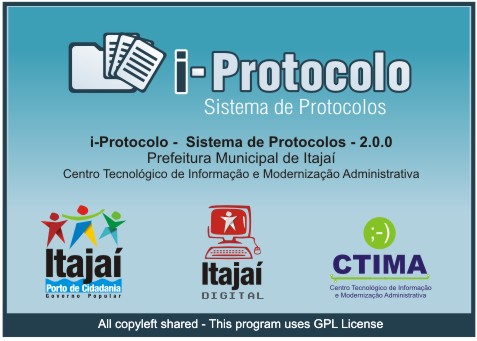 i-Protocolo
Sistema de Protocolos
i-Protocolo - Sistema de Protocolos - 2.0.0
Prefeitura Municipal de Itajaí
Centro Tecnológico de Informação e Modernização Administrativa
Itajaí
Porto de Cidadania
Governo Popular
Itajaí
DIGITAL
;-)
CTIMA
Centro Tecnológico de Informação
e Modernização Administrativa
All copyleft shared - This program uses GPL License